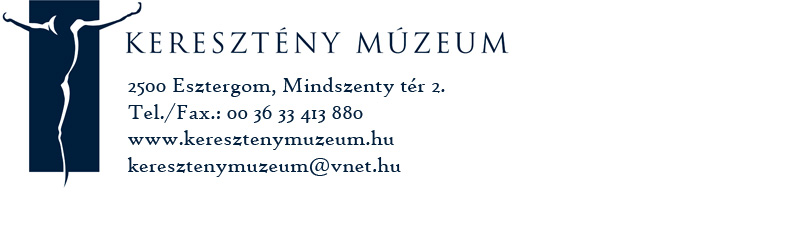 KERESZTÉNY MÚZEUM
2500 Esztergom, Mindszenty tér 2.
Tel./Fax.: 00 36 33 413 880
www.keresztenymuzeum.hu
keresztenymuzeum@vnet.hu